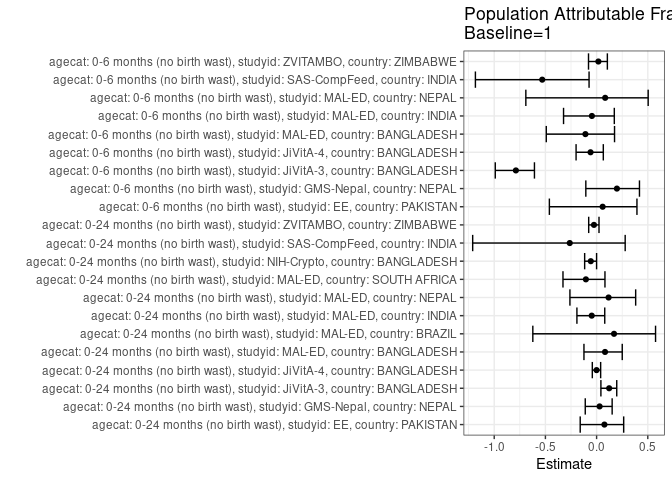 Population Attributable Fra
Baseline=1
agecat: 0-6 months (no birth wast), studyid: ZVITAMBO, country: ZIMBABWE
agecat: 0-6 months (no birth wast), studyid: SAS-CompFeed, country: INDIA
agecat: 0-6 months (no birth wast), studyid: MAL-ED, country: NEPAL
agecat: 0-6 months (no birth wast), studyid: MAL-ED, country: INDIA
agecat: 0-6 months (no birth wast), studyid: MAL-ED, country: BANGLADESH
agecat: 0-6 months (no birth wast), studyid: JiVitA-4, country: BANGLADESH
agecat: 0-6 months (no birth wast), studyid: JiVitA-3, country: BANGLADESH
agecat: 0-6 months (no birth wast), studyid: GMS-Nepal, country: NEPAL
agecat: 0-6 months (no birth wast), studyid: EE, country: PAKISTAN
agecat: 0-24 months (no birth wast), studyid: ZVITAMBO, country: ZIMBABWE
agecat: 0-24 months (no birth wast), studyid: SAS-CompFeed, country: INDIA
agecat: 0-24 months (no birth wast), studyid: NIH-Crypto, country: BANGLADESH
agecat: 0-24 months (no birth wast), studyid: MAL-ED, country: SOUTH AFRICA
agecat: 0-24 months (no birth wast), studyid: MAL-ED, country: NEPAL
agecat: 0-24 months (no birth wast), studyid: MAL-ED, country: INDIA
agecat: 0-24 months (no birth wast), studyid: MAL-ED, country: BRAZIL
agecat: 0-24 months (no birth wast), studyid: MAL-ED, country: BANGLADESH
agecat: 0-24 months (no birth wast), studyid: JiVitA-4, country: BANGLADESH
agecat: 0-24 months (no birth wast), studyid: JiVitA-3, country: BANGLADESH
agecat: 0-24 months (no birth wast), studyid: GMS-Nepal, country: NEPAL
agecat: 0-24 months (no birth wast), studyid: EE, country: PAKISTAN
-1.0 -0.5 0.0 0.5
Estimate